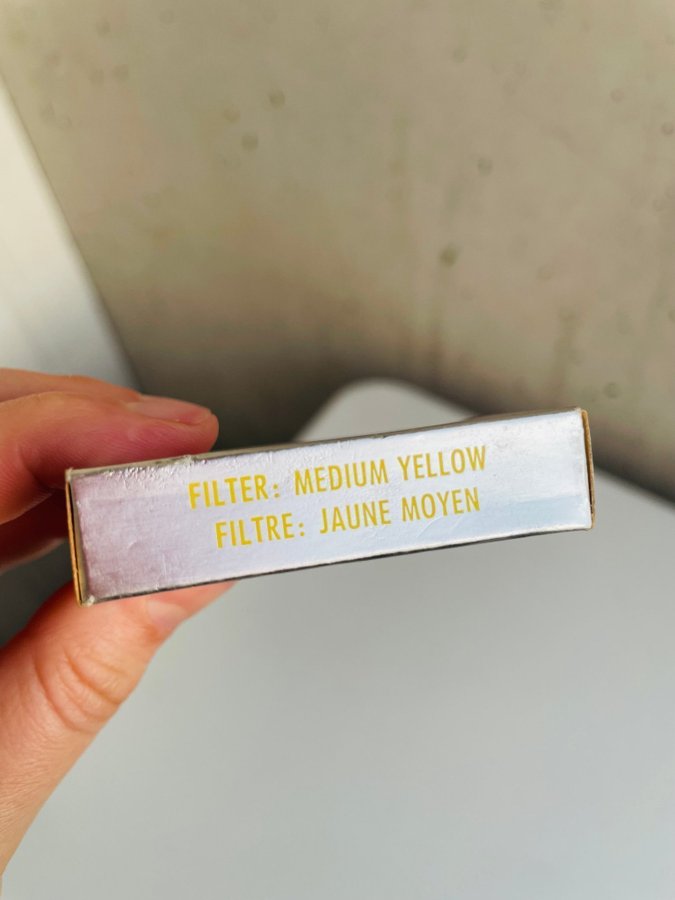 FILTER: MEDIUM YELLOW
FILTRE: JAUNE MOYEN